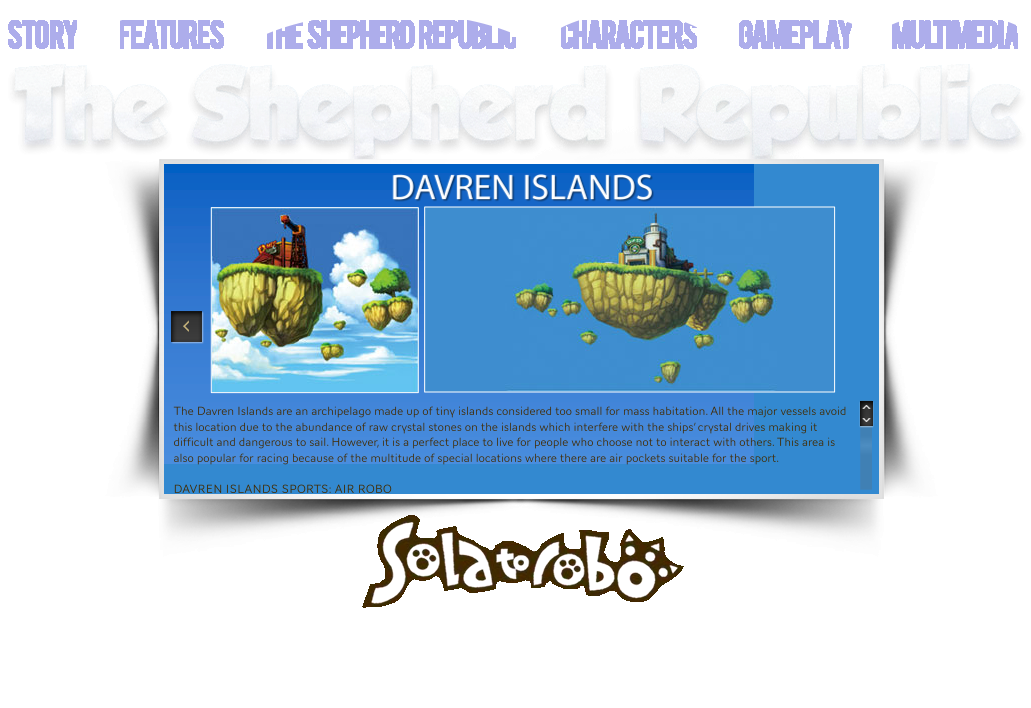 STORY FEATURES THE SHEPHERD REPUBLIC CHARACTERS GAMEPLAY MULTIMEDIA
The Shepherd Republic
DAVREN ISLANDS
The Davren Islands are an archipelago made up of tiny islands considered too small for mass habitation. All the major vessels avoid
this location due to the abundance of raw crystal stones on the islands which interfere with the ships' crystal drives making it
difficult and dangerous to sail. However, it is a perfect place to live for people who choose not to interact with others. This area is
also popular for racing because of the multitude of special locations where there are air pockets suitable for the sport.
DAVREN ISLANDS SPORTS: AIR ROBO
Solatorobo